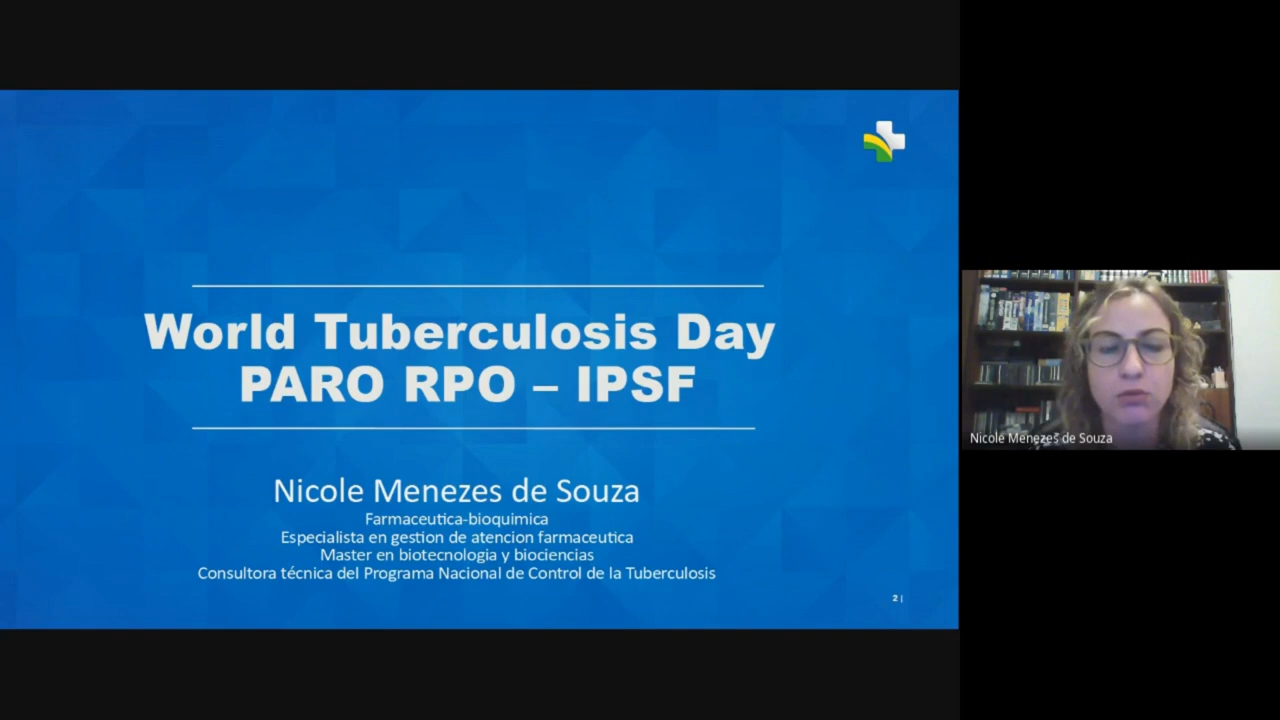 World Tuberculosis Day
PARO RPO – IPSF
Nicole Menezes de Souza
Farmaceutica-bioquimica
Especialista en gestion de atencion farmaceutica
Master en biotecnologia y biociencias
Consultora técnica del Programa Nacional de Control de la Tuberculosis
2 |
Nicole Menezes de Souza